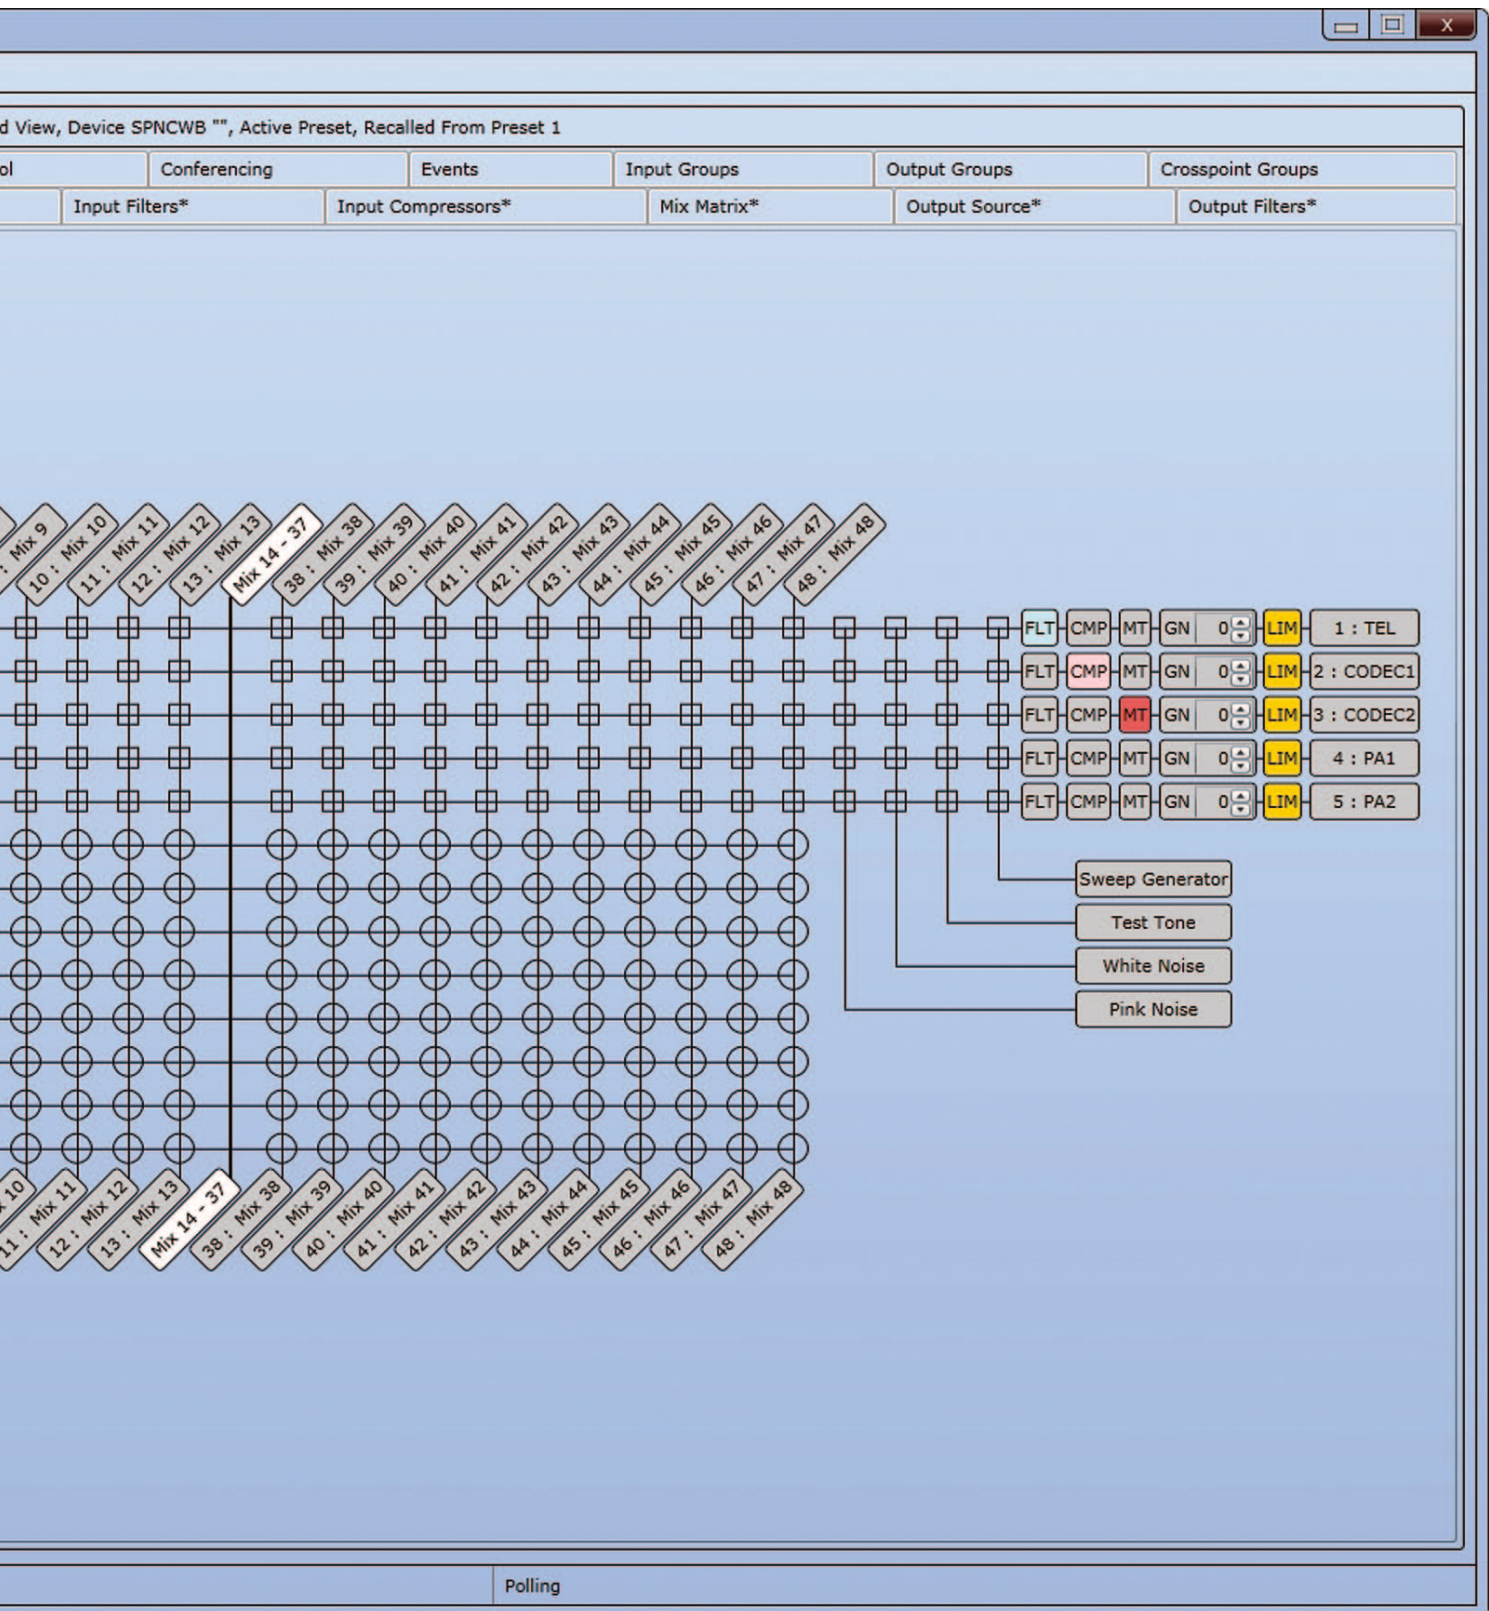 X
d View, Device SPNCWB "", Active Preset, Recalled From Preset 1
ol Conferencing Events Input Groups Output Groups Crosspoint Groups
Input Filters* Input Compressors* Mix Matrix* Output Source* Output Filters*
: Mix 9
10 : Mix 10
11 : Mix 11
12 : Mix 12
13 : Mix 13
Mix 14 - 37
38 : Mix 38
39 : Mix 39
40 : Mix 40
41 : Mix 41
42 : Mix 42
43 : Mix 43
44 : Mix 44
45 : Mix 45
46 : Mix 46
47 : Mix 47
48 : Mix 48
FLT CMP MT GN 0 LIM 1 : TEL
FLT CMP MT GN 0 LIM 2 : CODEC1
FLT CMP MT GN 0 LIM 3 : CODEC2
FLT CMP MT GN 0 LIM 4 : PA1
FLT CMP MT GN 0 LIM 5 : PA2
Sweep Generator
Test Tone
White Noise
Pink Noise
10
11 : Mix 11
12 : Mix 12
13 : Mix 13
Mix 14 - 37
38 : Mix 38
39 : Mix 39
40 : Mix 40
41 : Mix 41
42 : Mix 42
43 : Mix 43
44 : Mix 44
45 : Mix 45
46 : Mix 46
47 : Mix 47
48 : Mix 48
Polling